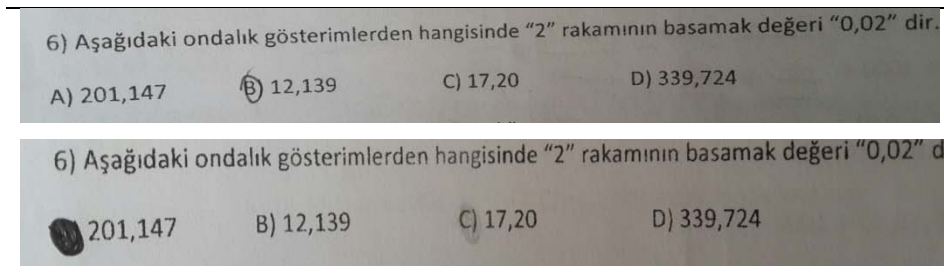 6) Aşağıdaki ondalık gösterimlerden hangisinde “2” rakamının basamak değeri “0,02” dir.
A) 201,147 B) 12,139 C) 17,20 D) 339,724
6) Aşağıdaki ondalık gösterimlerden hangisinde “2” rakamının basamak değeri “0,02” d
201,147 B) 12,139 C) 17,20 D) 339,724